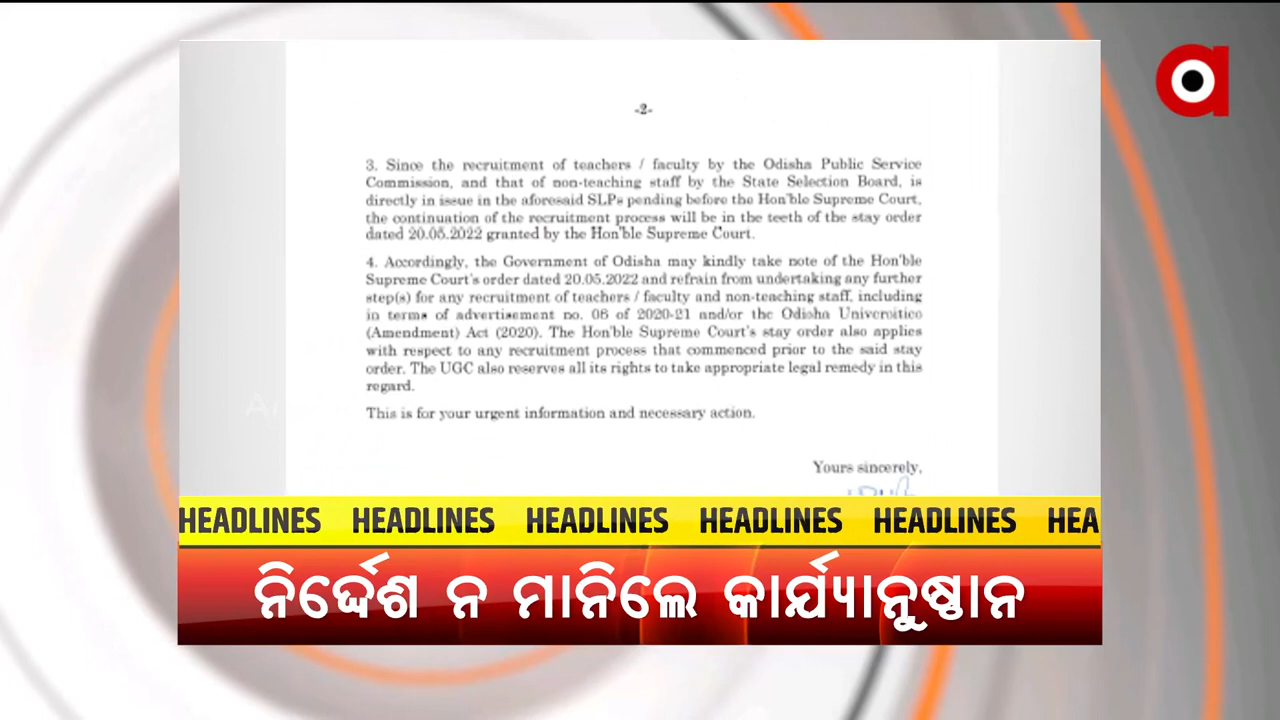 -2-
3. Since the recruitment of teachers / faculty by the Odisha Public Service
Commission, and that of non-teaching staff by the State Selection Board, is
directly in issue in the aforesaid SLPs pending before the Hon'ble Supreme Court,
the continuation of the recruitment process will be in the teeth of the stay order
dated 20.05.2022 granted by the Hon'ble Supreme Court.
4. Accordingly, the Government of Odisha may kindly take note of the Hon'ble
Supreme Court's order dated 20.05.2022 and refrain from undertaking any further
step(s) for any recruitment of teachers / faculty and non-teaching staff, including
in terms of advertisement no. 06 of 2020-21 and/or the Odisha Universities
(Amendment) Act (2020). The Hon'ble Supreme Court's stay order also applies
with respect to any recruitment process that commenced prior to the said stay
order. The UGC also reserves all its rights to take appropriate legal remedy in this
regard.
This is for your urgent information and necessary action.
Yours sincerely,
HEADLINES HEADLINES HEADLINES HEADLINES HEADLINES HEA
ନିର୍ଦ୍ଦେଶ ନ ମାନିଲେ କାର୍ଯ୍ୟାନୁଷ୍ଠାନ